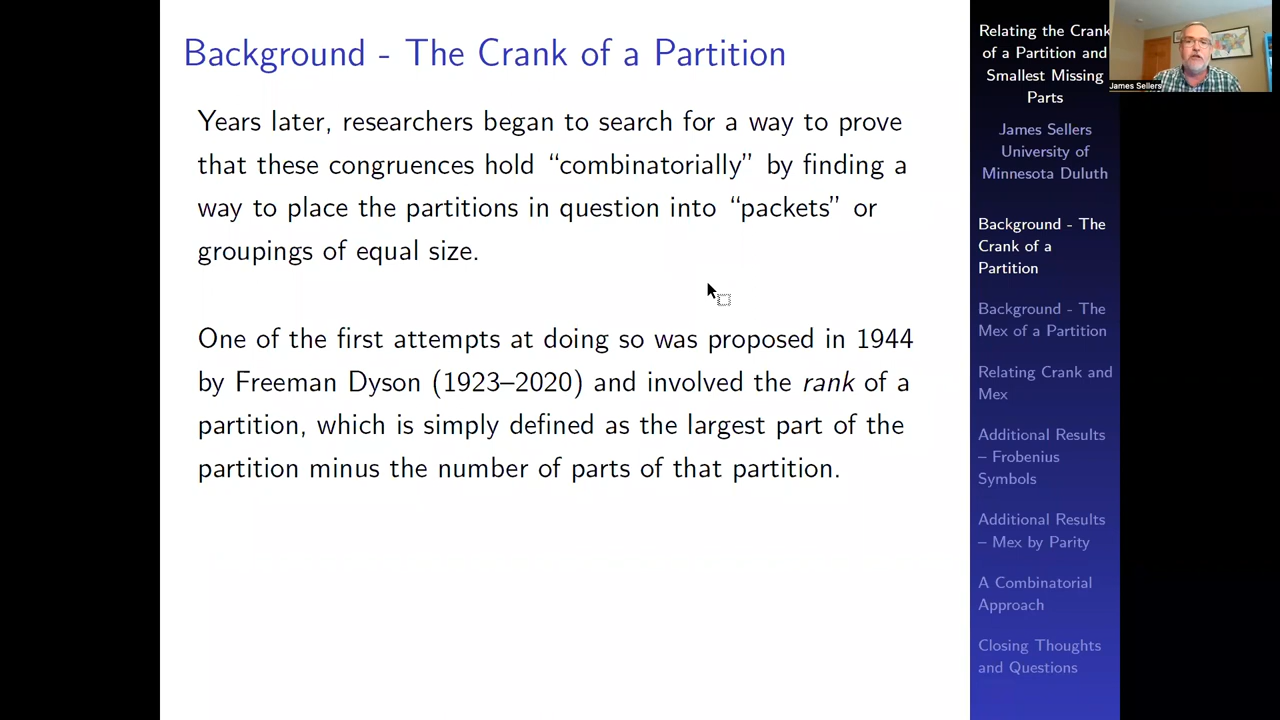 Background - The Crank of a Partition
Years later, researchers began to search for a way to prove
that these congruences hold “combinatorially” by finding a
way to place the partitions in question into “packets” or
groupings of equal size.
One of the first attempts at doing so was proposed in 1944
by Freeman Dyson (1923–2020) and involved the rank of a
partition, which is simply defined as the largest part of the
partition minus the number of parts of that partition.
Relating the Crank
of a Partition and
Smallest Missing
Parts
James Sellers
University of
Minnesota Duluth
Background - The
Crank of a
Partition
Background - The
Mex of a Partition
Relating Crank and
Mex
Additional Results
– Frobenius
Symbols
Additional Results
– Mex by Parity
A Combinatorial
Approach
Closing Thoughts
and Questions
James Sellers